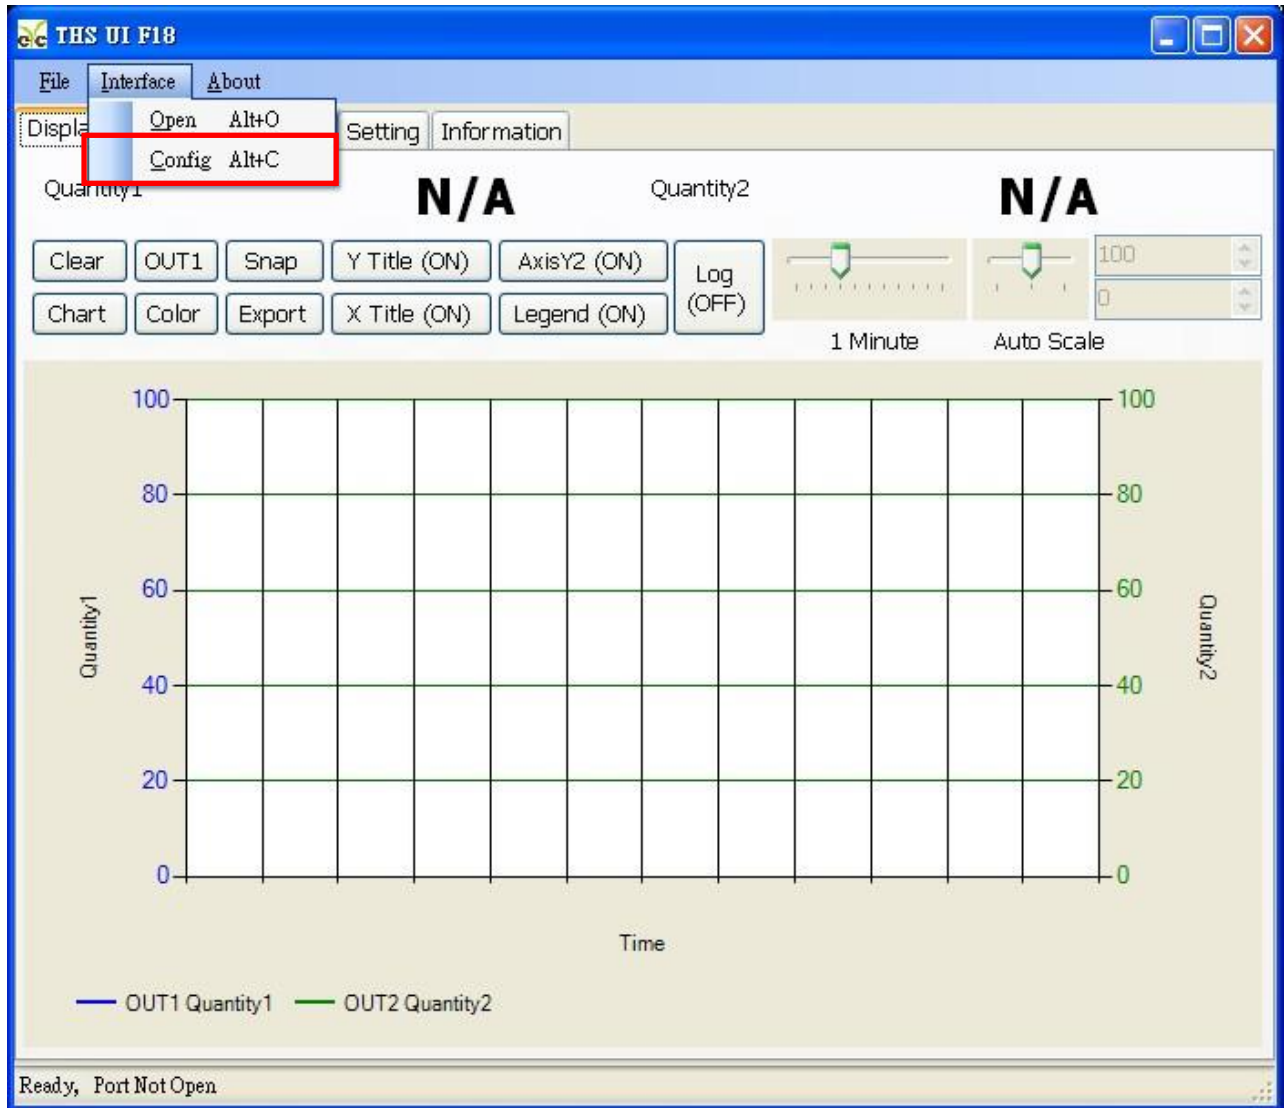 THS UI F18
File Interface About
Open Alt+O
Config Alt+C
Setting Information
Quantity1 N/A Quantity2 N/A
Clear OUT1 Snap Y Title (ON) AxisY2 (ON) Log (OFF) 100
Chart Color Export X Title (ON) Legend (ON) 0
1 Minute Auto Scale
100 100
80 80
60 60
Quantity1 Quantity2
40 40
20 20
0 0
Time
OUT1 Quantity1 OUT2 Quantity2
Ready, Port Not Open